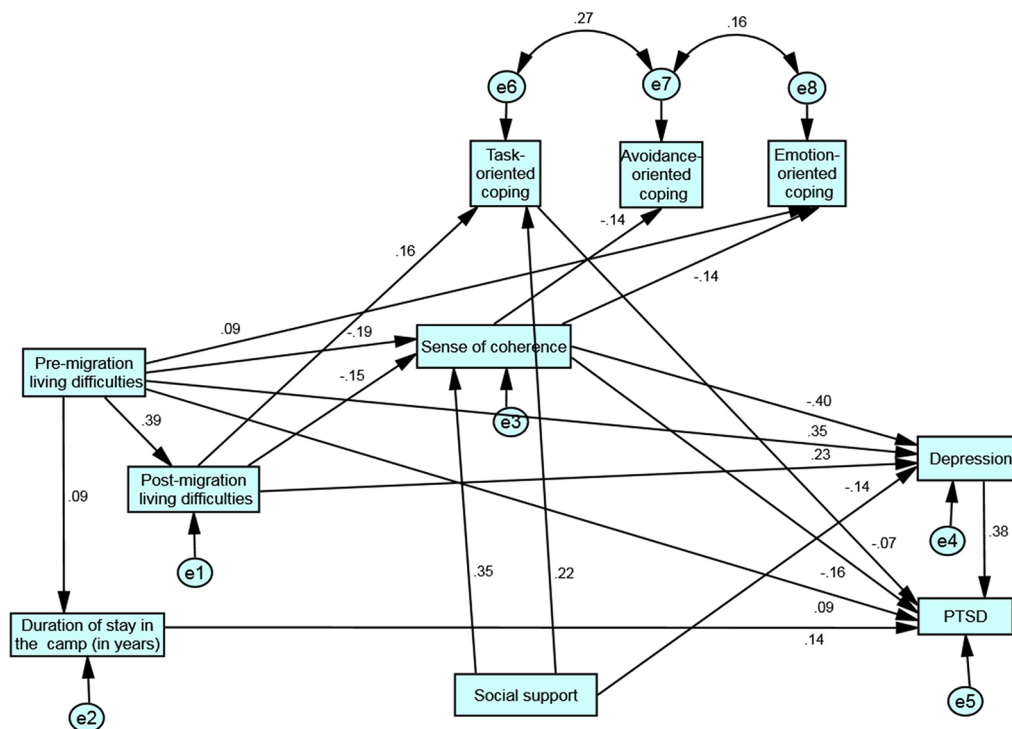 .27
.16
e6
e7
e8
Task-
oriented
coping
Avoidance-
oriented
coping
Emotion-
oriented
coping
-.14
.16
-.14
.09
-.19
Sense of coherence
Pre-migration
living difficulties
-.15
-.40
.39
e3
.35
Depression
.23
Post-migration
living difficulties
-.14
.09
e4
.38
-.07
e1
.35
.22
-.16
.09
PTSD
Duration of stay in
the camp (in years)
.14
Social support
e5
e2